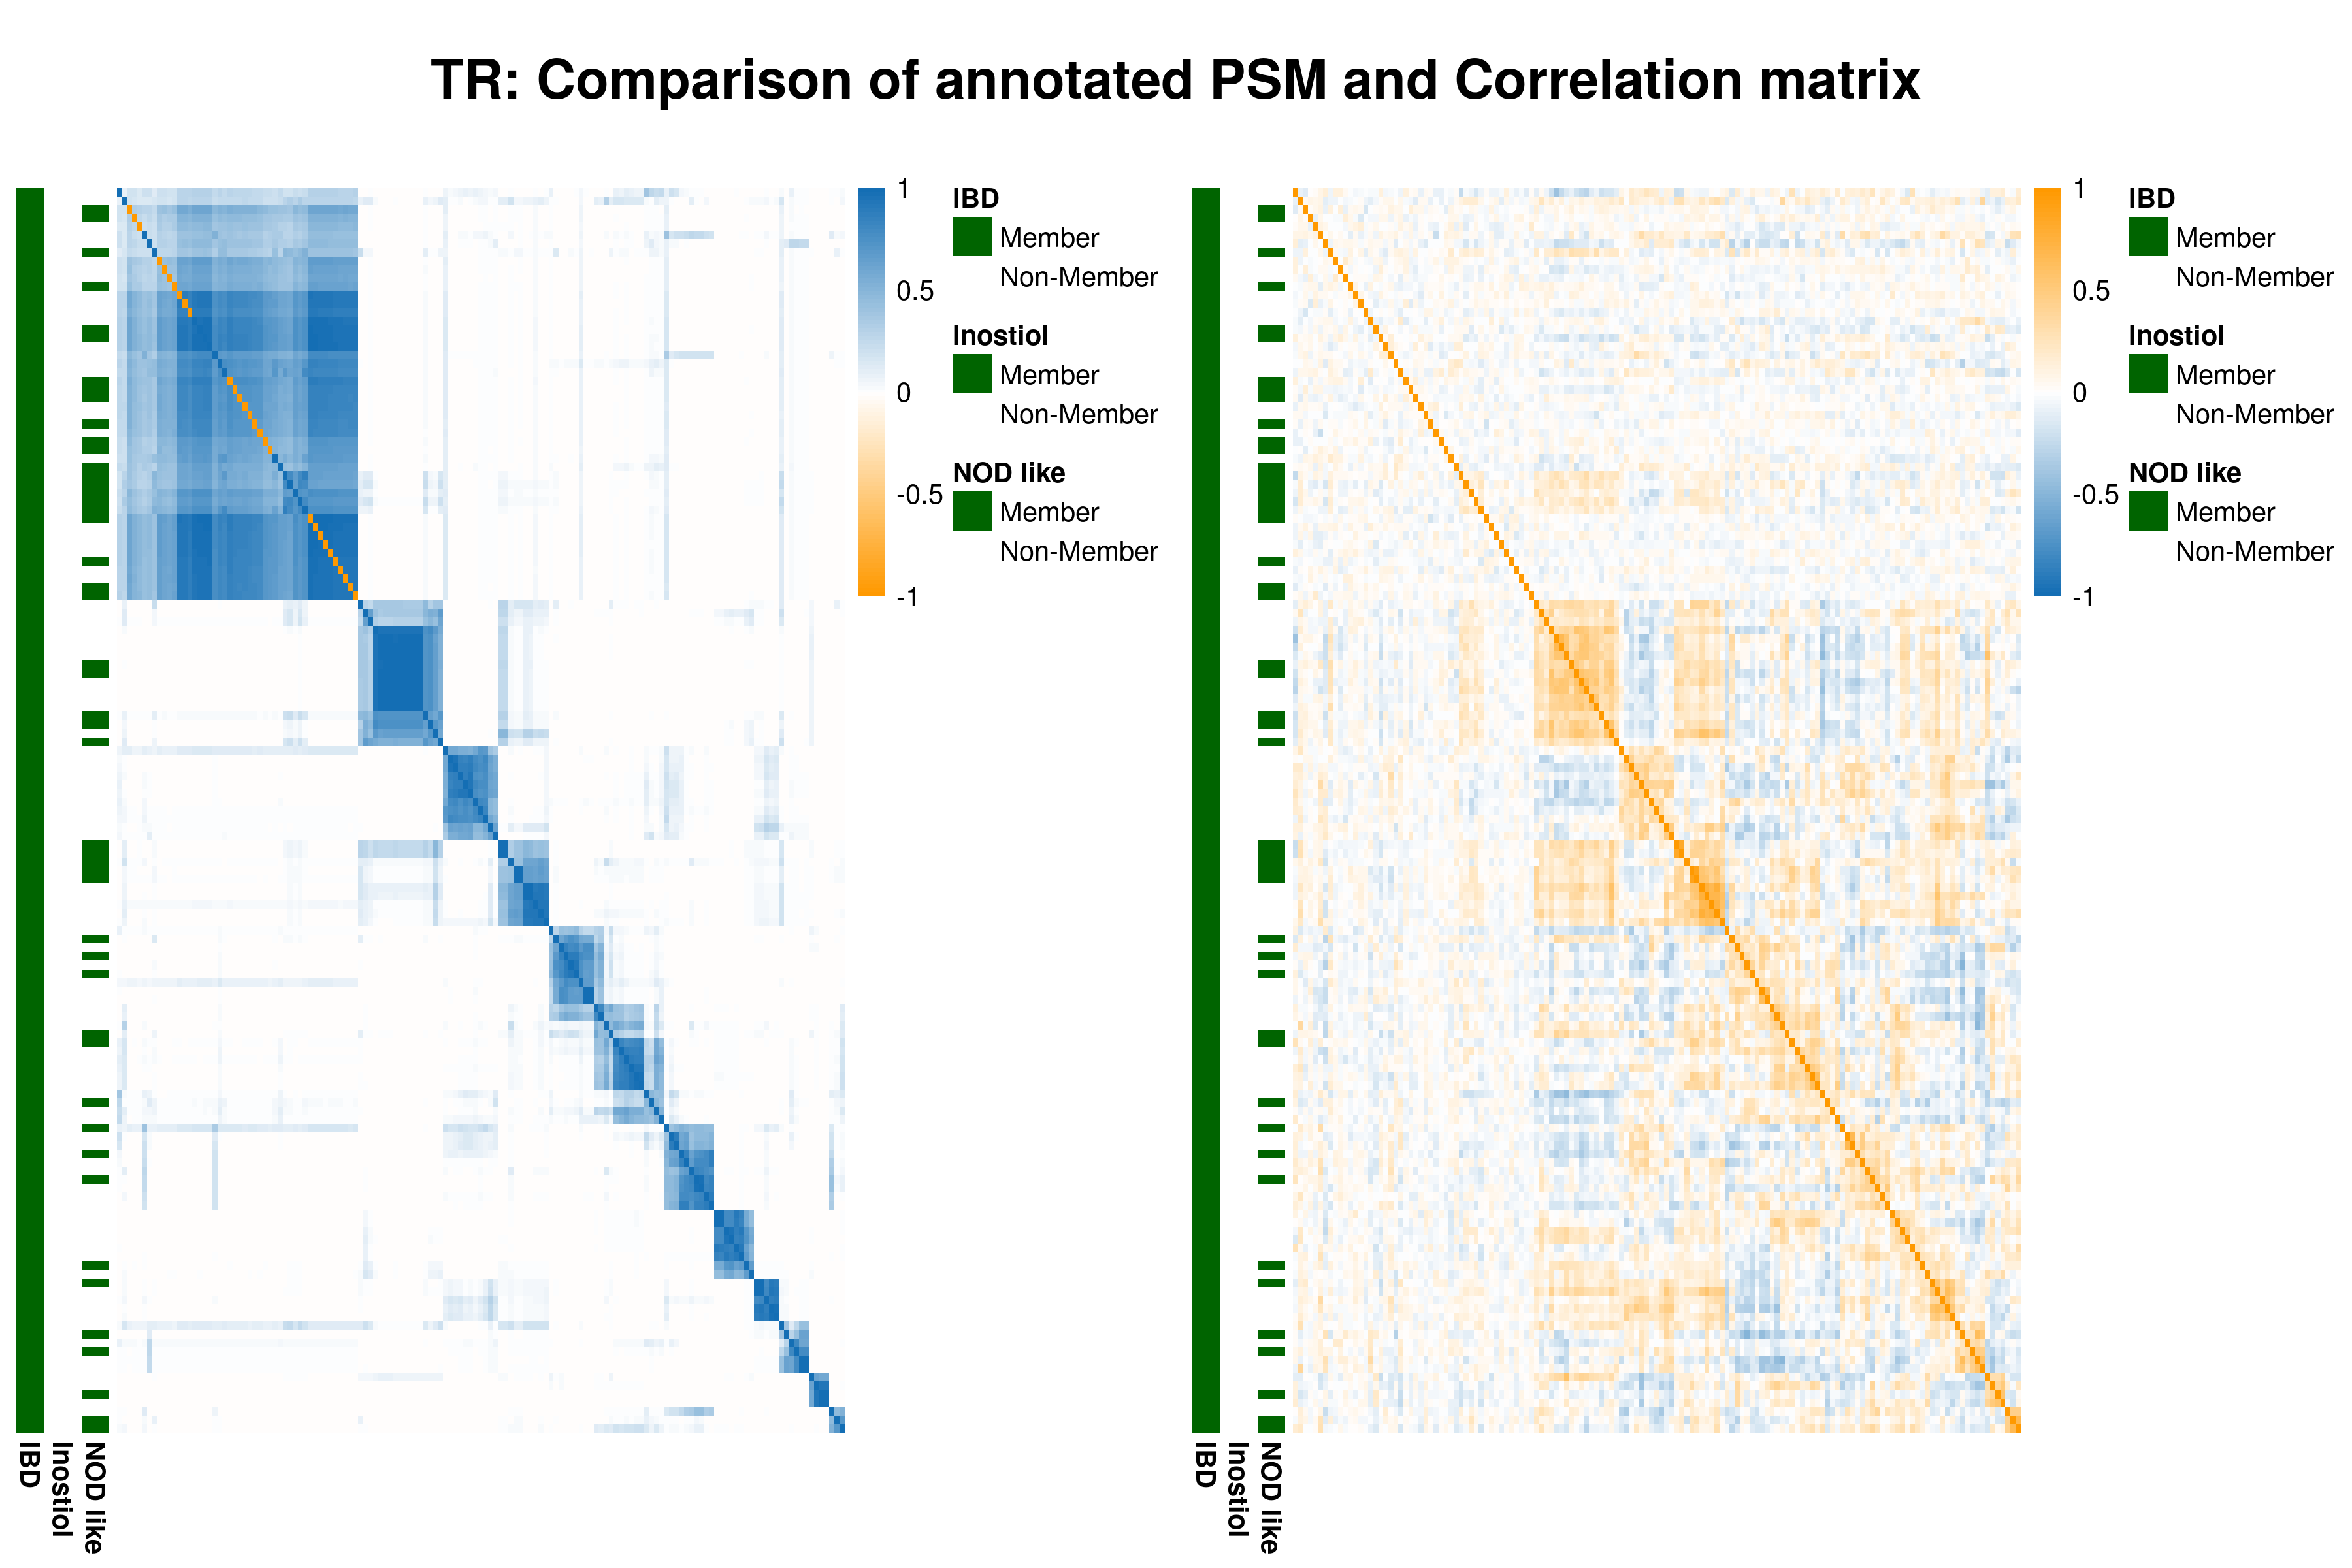 TR: Comparison of annotated PSM and Correlation matrix
1
0.5
0
-0.5
-1
IBD
Member
Non-Member
Inostiol
Member
Non-Member
NOD like
Member
Non-Member
IBD
Inostiol
NOD like
1
0.5
0
-0.5
-1
IBD
Member
Non-Member
Inostiol
Member
Non-Member
NOD like
Member
Non-Member
IBD
Inostiol
NOD like